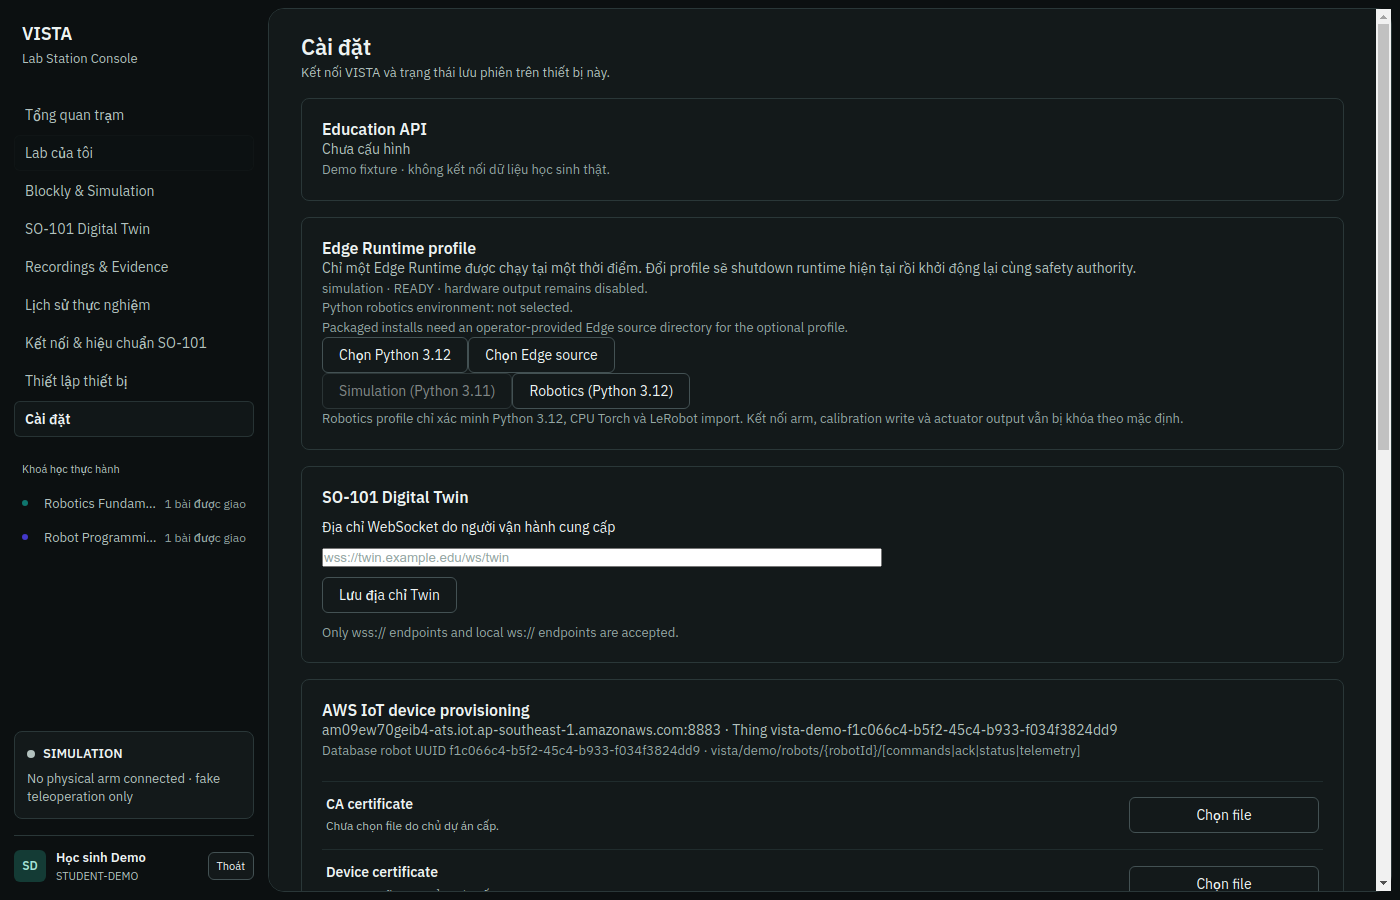 VISTA
Lab Station Console
Tổng quan trạm
Lab của tôi
Blockly & Simulation
SO-101 Digital Twin
Recordings & Evidence
Lịch sử thực nghiệm
Kết nối & hiệu chuẩn SO-101
Thiết lập thiết bị
Cài đặt
Khoá học thực hành
Robotics Fundam... 1 bài được giao
Robot Programmi... 1 bài được giao
SIMULATION
No physical arm connected · fake
teleoperation only
SD
Học sinh Demo
STUDENT-DEMO
Thoát
Cài đặt
Kết nối VISTA và trạng thái lưu phiên trên thiết bị này.
Education API
Chưa cấu hình
Demo fixture · không kết nối dữ liệu học sinh thật.
Edge Runtime profile
Chỉ một Edge Runtime được chạy tại một thời điểm. Đổi profile sẽ shutdown runtime hiện tại rồi khởi động lại cùng safety authority.
simulation · READY · hardware output remains disabled.
Python robotics environment: not selected.
Packaged installs need an operator-provided Edge source directory for the optional profile.
Chọn Python 3.12 Chọn Edge source
Simulation (Python 3.11) Robotics (Python 3.12)
Robotics profile chỉ xác minh Python 3.12, CPU Torch và LeRobot import. Kết nối arm, calibration write và actuator output vẫn bị khóa theo mặc định.
SO-101 Digital Twin
Địa chỉ WebSocket do người vận hành cung cấp
wss://twin.example.edu/ws/twin
Lưu địa chỉ Twin
Only wss:// endpoints and local ws:// endpoints are accepted.
AWS IoT device provisioning
am09ew70geib4-ats.iot.ap-southeast-1.amazonaws.com:8883 · Thing vista-demo-f1c066c4-b5f2-45c4-b933-f034f3824dd9
Database robot UUID f1c066c4-b5f2-45c4-b933-f034f3824dd9 · vista/demo/robots/{robotId}/[commands|ack|status|telemetry]
CA certificate
Chưa chọn file do chủ dự án cấp.
Chọn file
Device certificate
Chọn file